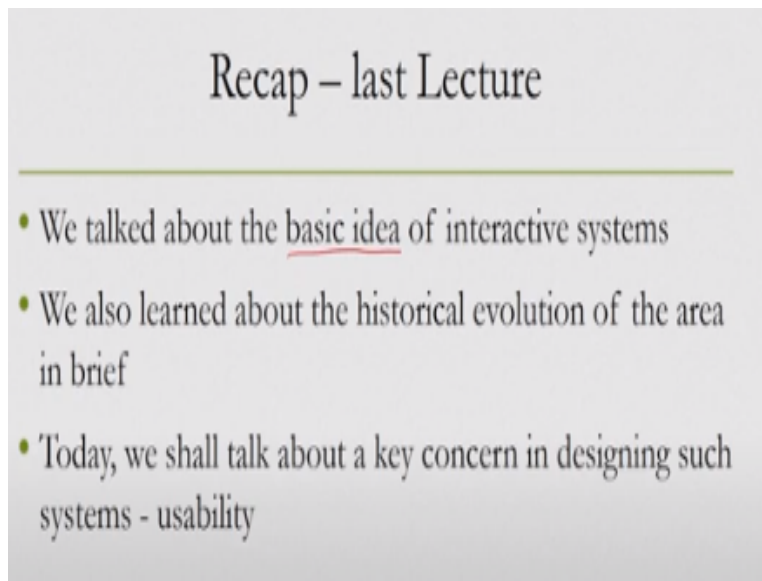 Recap – last Lecture
• We talked about the basic idea of interactive systems
• We also learned about the historical evolution of the area
in brief
• Today, we shall talk about a key concern in designing such
systems - usability